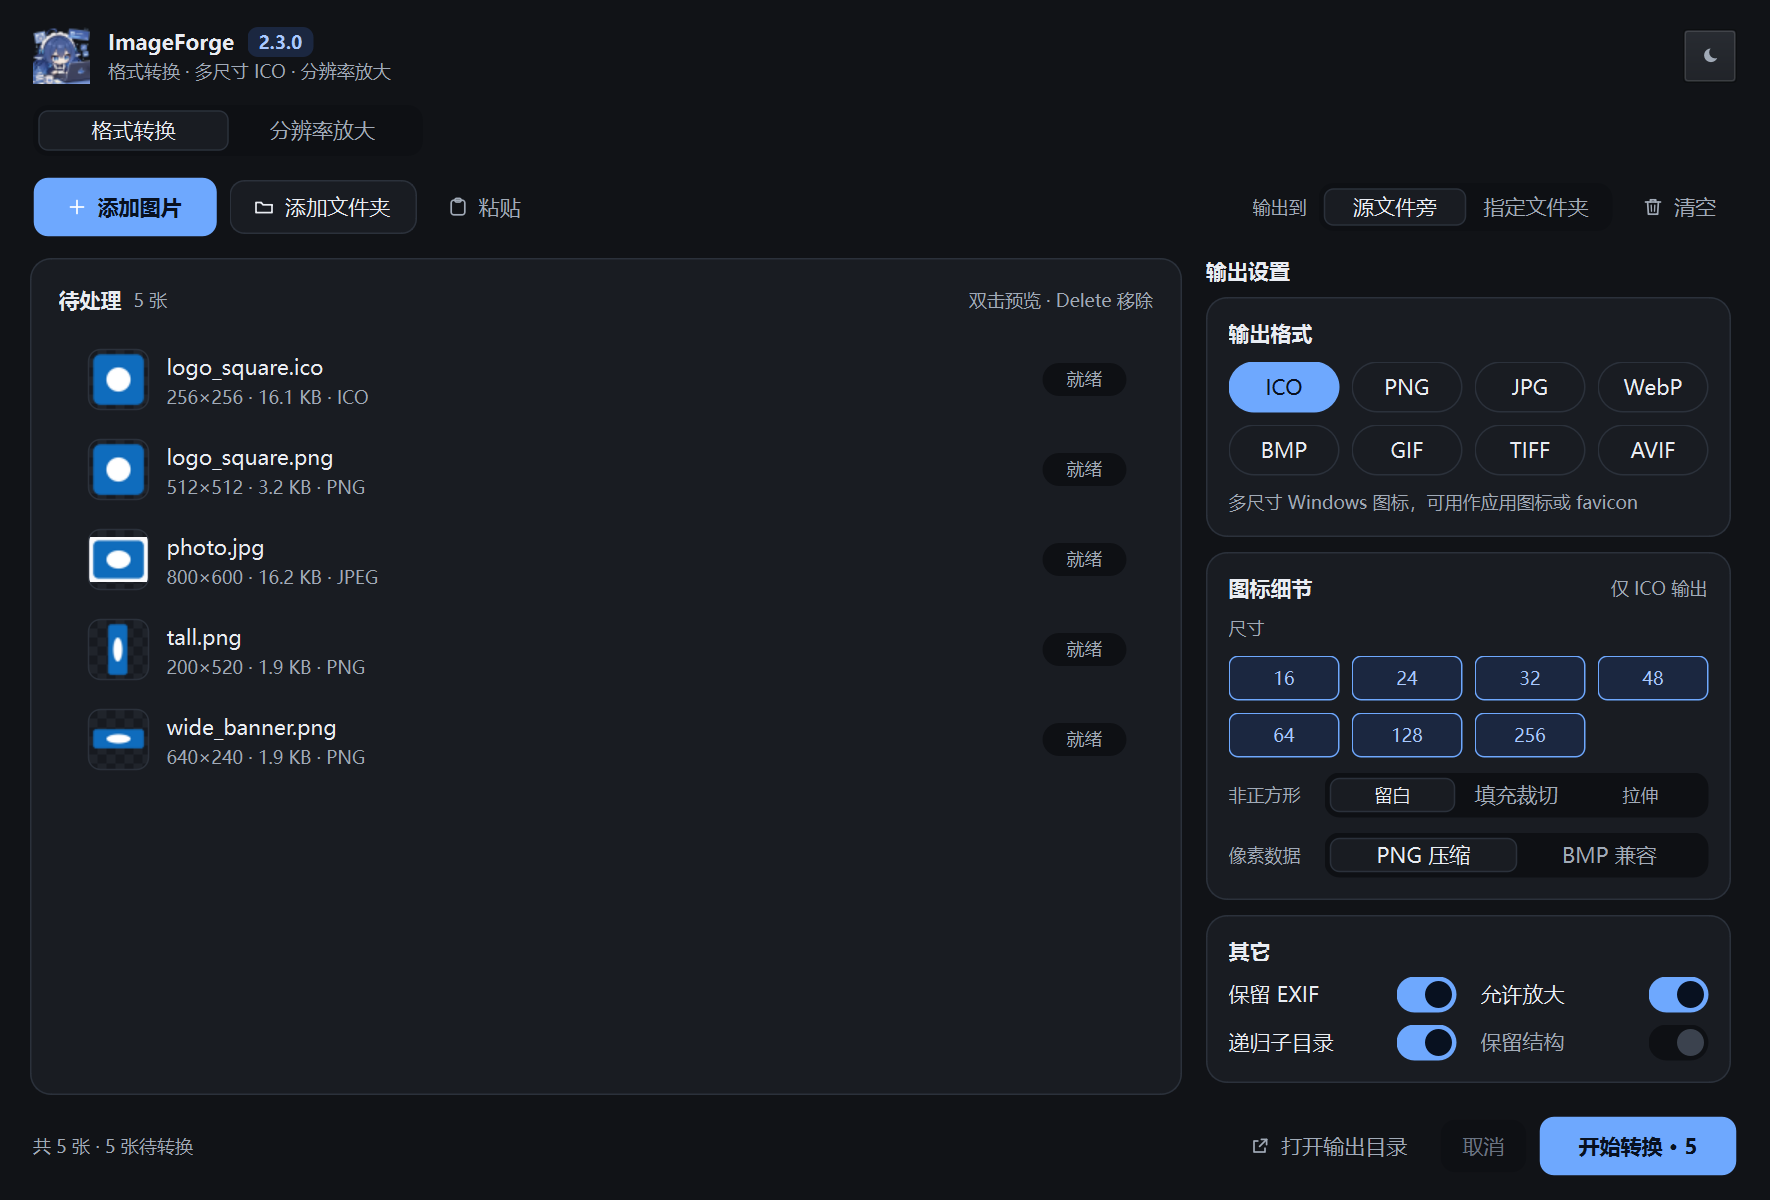 ImageForge 2.3.0
格式转换 · 多尺寸 ICO · 分辨率放大
格式转换 分辨率放大
添加图片 添加文件夹 粘贴 输出到 源文件旁 指定文件夹 清空
待处理 5 张 双击预览 · Delete 移除
logo_square.ico
256×256 · 16.1 KB · ICO
就绪
logo_square.png
512×512 · 3.2 KB · PNG
就绪
photo.jpg
800×600 · 16.2 KB · JPEG
就绪
tall.png
200×520 · 1.9 KB · PNG
就绪
wide_banner.png
640×240 · 1.9 KB · PNG
就绪
输出设置
输出格式
ICO PNG JPG WebP
BMP GIF TIFF AVIF
多尺寸 Windows 图标，可用作应用图标或 favicon
图标细节 仅 ICO 输出
尺寸
16 24 32 48
64 128 256
非正方形 留白 填充裁切 拉伸
像素数据 PNG 压缩 BMP 兼容
其它
保留 EXIF 允许放大
递归子目录 保留结构
共 5 张 · 5 张待转换 打开输出目录 取消 开始转换 • 5